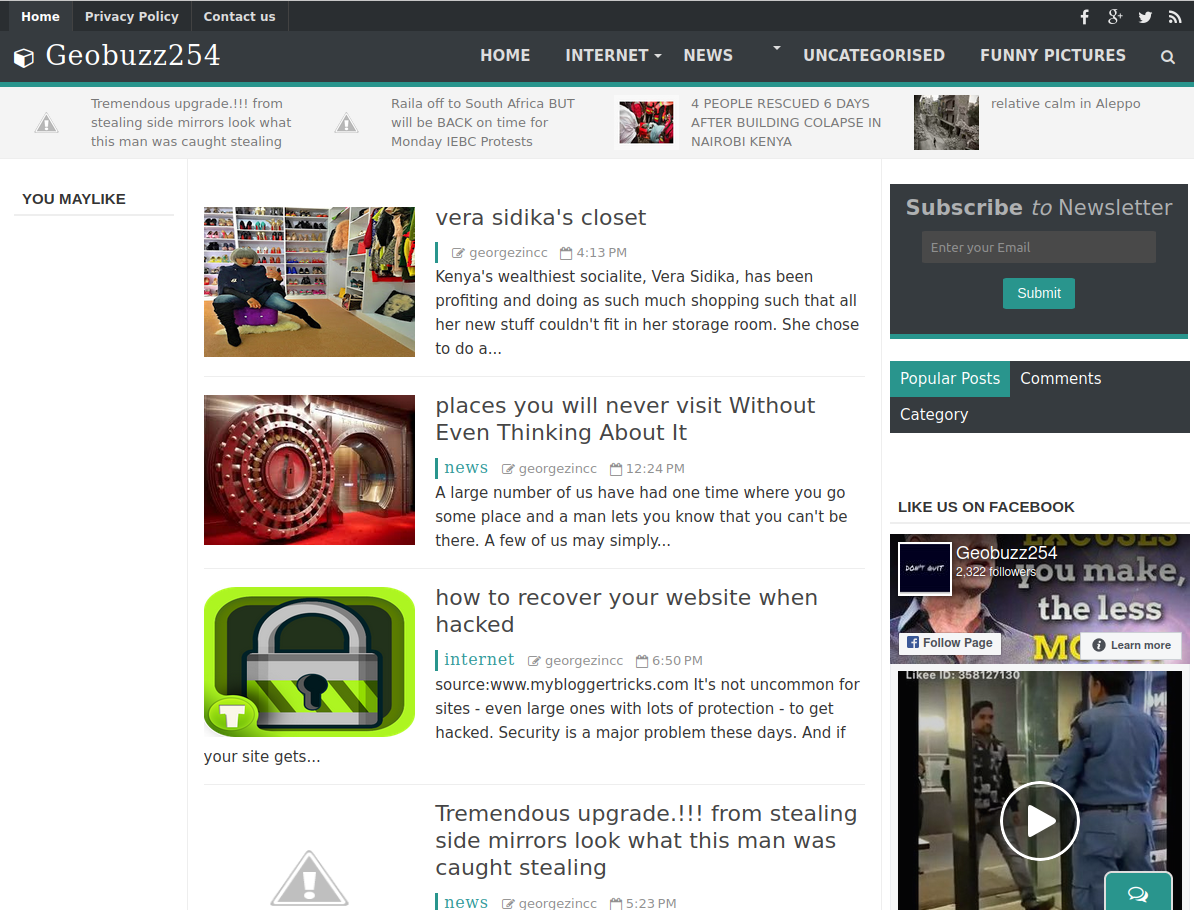 Home Privacy Policy Contact us
Geobuzz254
HOME INTERNET NEWS UNCATEGORISED FUNNY PICTURES
Tremendous upgrade.!!! from
stealing side mirrors look what
this man was caught stealing
Raila off to South Africa BUT
will be BACK on time for
Monday IEBC Protests
4 PEOPLE RESCUED 6 DAYS
AFTER BUILDING COLAPSE IN
NAIROBI KENYA
relative calm in Aleppo
YOU MAYLIKE
vera sidika's closet
georgezincc 4:13 PM
Kenya's wealthiest socialite, Vera Sidika, has been
profiting and doing as such much shopping such that all
her new stuff couldn't fit in her storage room. She chose
to do a...
places you will never visit Without
Even Thinking About It
news georgezincc 12:24 PM
A large number of us have had one time where you go
some place and a man lets you know that you can't be
there. A few of us may simply...
how to recover your website when
hacked
internet georgezincc 6:50 PM
source:www.mybloggertricks.com It's not uncommon for
sites - even large ones with lots of protection - to get
hacked. Security is a major problem these days. And if
your site gets...
Tremendous upgrade.!!! from stealing
side mirrors look what this man was
caught stealing
news georgezincc 5:23 PM
Subscribe to Newsletter
Enter your Email
Submit
Popular Posts Comments
Category
LIKE US ON FACEBOOK
EXCUSES
you make,
the less
Geobuzz254
2,322 followers
DON'T QUIT
Follow Page
Learn more
Likee ID: 358127130